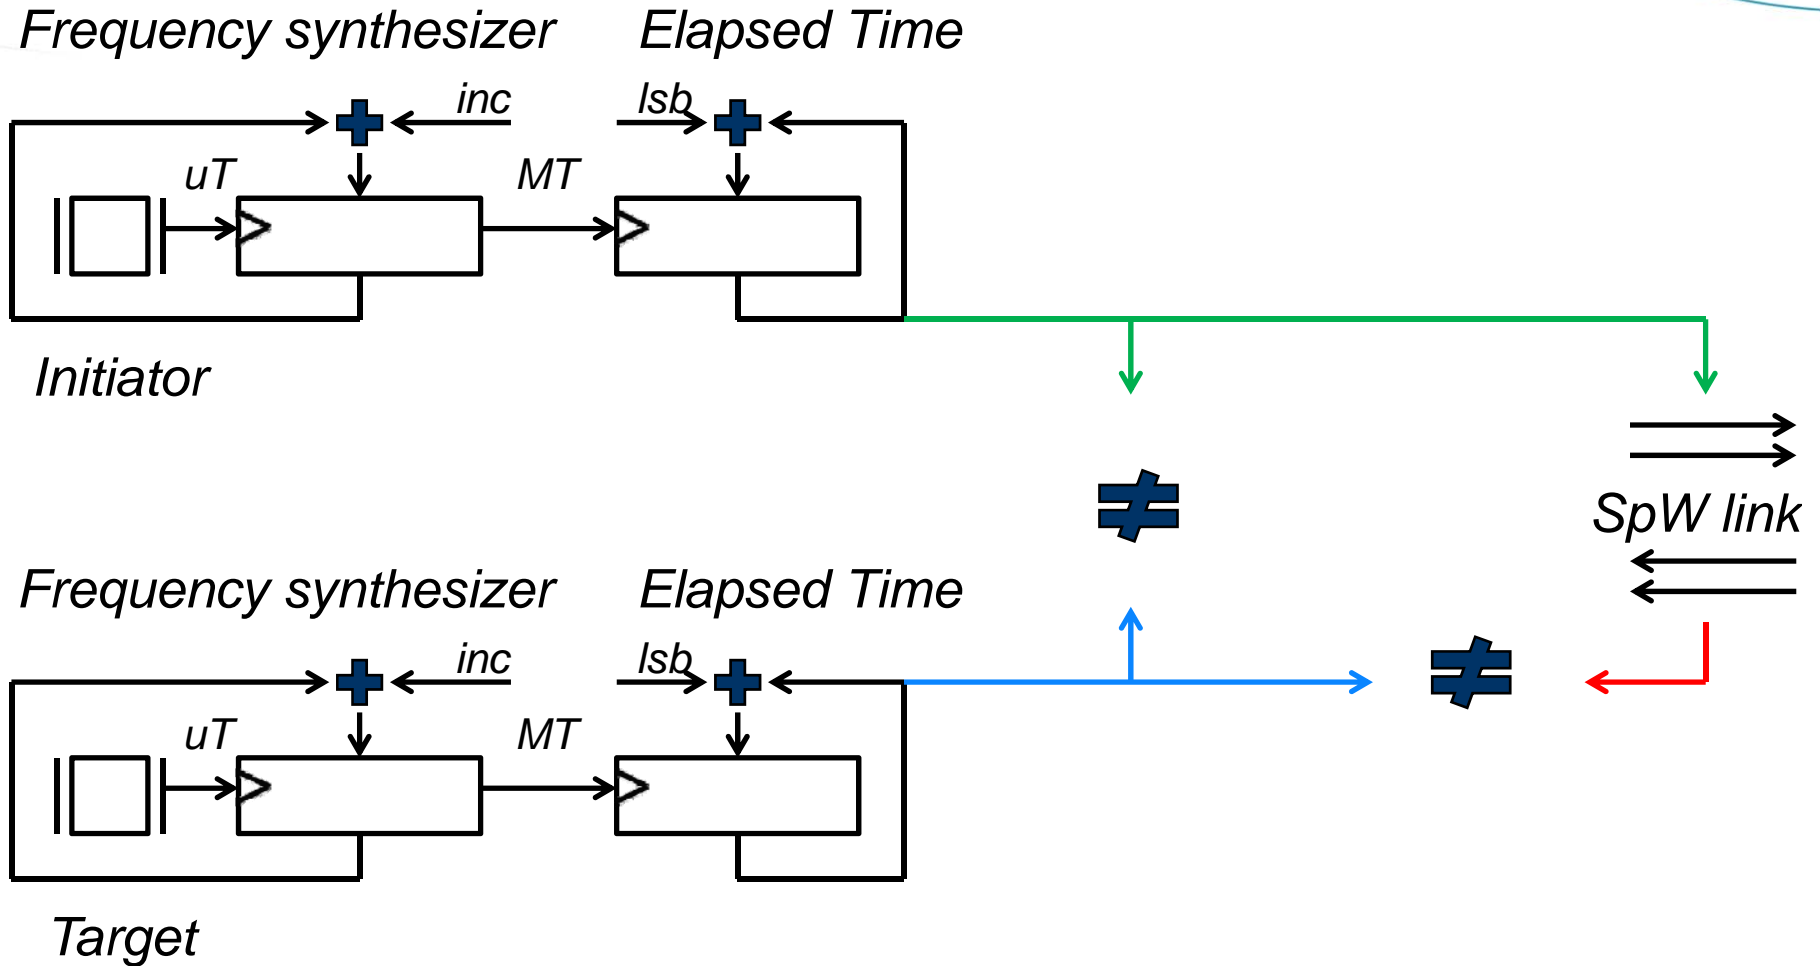 Frequency synthesizer
Elapsed Time
inc
lsb
uT
MT
Initiator
SpW link
Frequency synthesizer
Elapsed Time
inc
lsb
uT
MT
Target